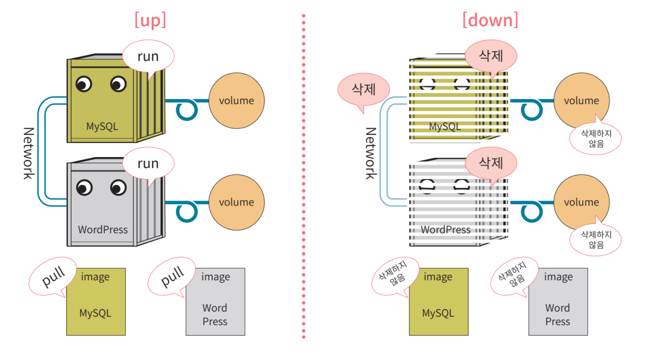 [up]
run
MySQL
volume
Network
run
WordPress
volume
pull
image
MySQL
pull
image
Word
Press
[down]
삭제
삭제
MySQL
volume
삭제하지
않음
Network
삭제
WordPress
volume
삭제하지
않음
삭제하지
않음
image
MySQL
삭제하지
않음
image
Word
Press